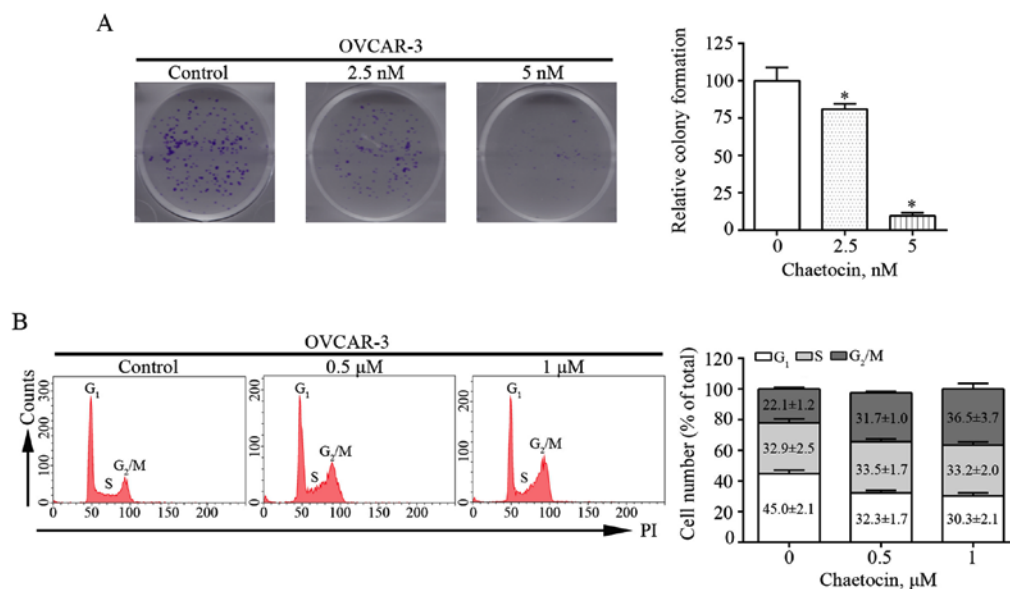 A
OVCAR-3
Control 2.5 nM 5 nM
Relative colony formation
125
100
75
50
25
0
*
*
0 2.5 5
Chaetocin, nM
B
OVCAR-3
Control 0.5 μM 1 μM
Counts
300
200
100
0
G₁
S
G₂/M
0 50 100 150 200
200
100
0
G₁
S
G₂/M
0 50 100 150 200
200
100
0
G₁
S
G₂/M
0 50 100 150 200
PI
G₁ S G₂/M
Cell number (% of total)
120
100
80
60
40
20
0
22.1±1.2 31.7±1.0 36.5±3.7
32.9±2.5 33.5±1.7 33.2±2.0
45.0±2.1 32.3±1.7 30.3±2.1
0 0.5 1
Chaetocin, μM